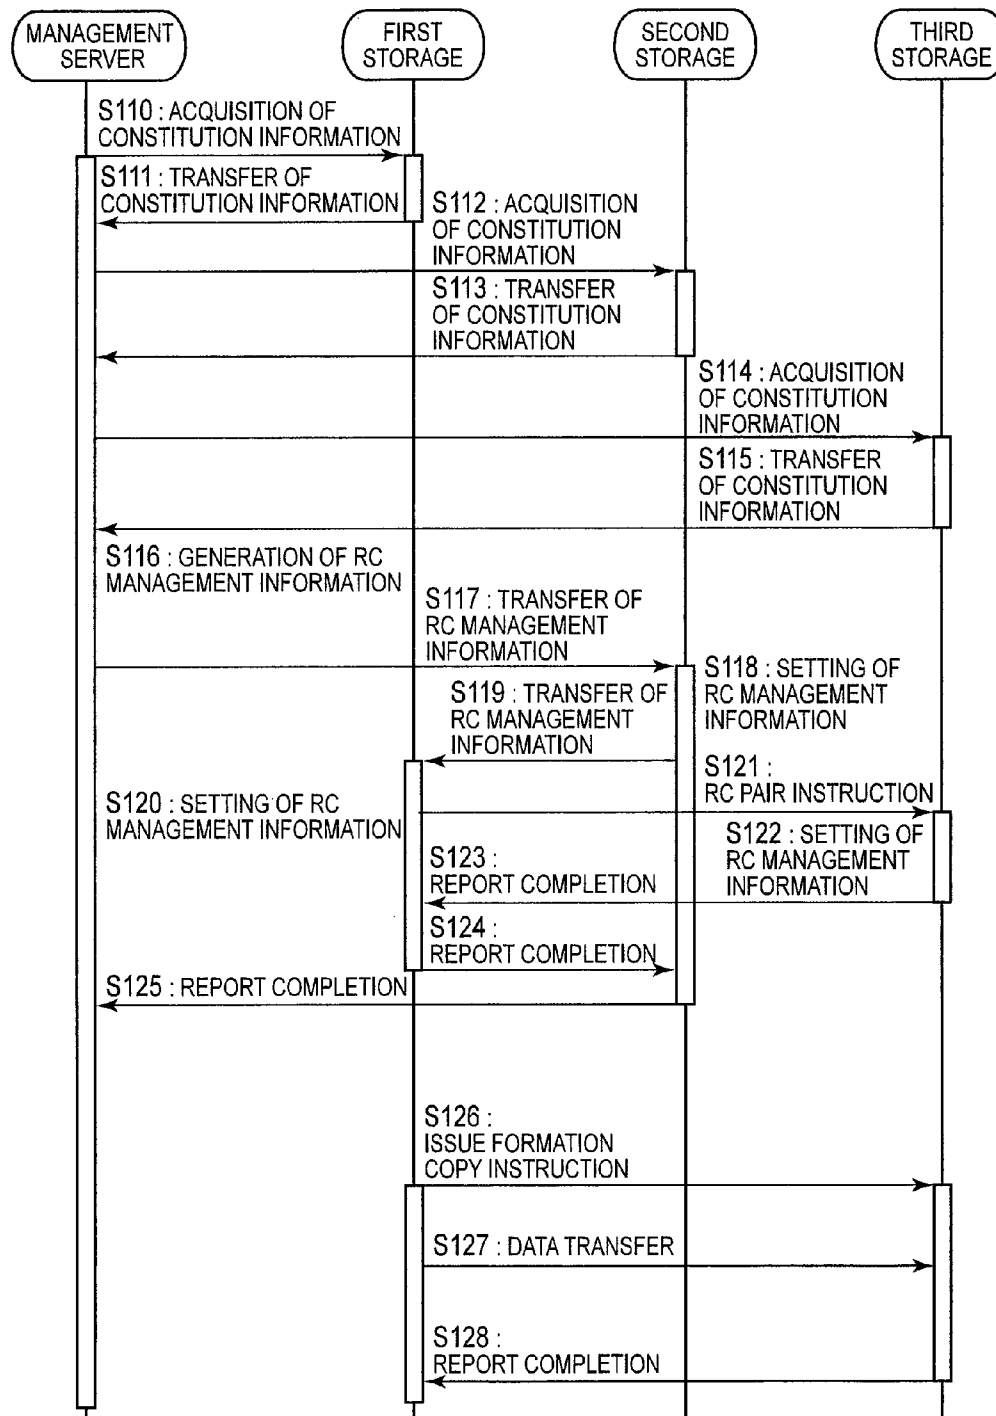 MANAGEMENT
SERVER
FIRST
STORAGE
SECOND
STORAGE
THIRD
STORAGE
S110 : ACQUISITION OF
CONSTITUTION INFORMATION
S111 : TRANSFER OF
CONSTITUTION INFORMATION
S112 : ACQUISITION
OF CONSTITUTION
INFORMATION
S113 : TRANSFER
OF CONSTITUTION
INFORMATION
S114 : ACQUISITION
OF CONSTITUTION
INFORMATION
S115 : TRANSFER
OF CONSTITUTION
INFORMATION
S116 : GENERATION OF RC
MANAGEMENT INFORMATION
S117 : TRANSFER OF
RC MANAGEMENT
INFORMATION
S118 : SETTING OF
RC MANAGEMENT
INFORMATION
S119 : TRANSFER OF
RC MANAGEMENT
INFORMATION
S120 : SETTING OF RC
MANAGEMENT INFORMATION
S121 :
RC PAIR INSTRUCTION
S122 : SETTING OF
RC MANAGEMENT
INFORMATION
S123 :
REPORT COMPLETION
S124 :
REPORT COMPLETION
S125 : REPORT COMPLETION
S126 :
ISSUE FORMATION
COPY INSTRUCTION
S127 : DATA TRANSFER
S128 :
REPORT COMPLETION